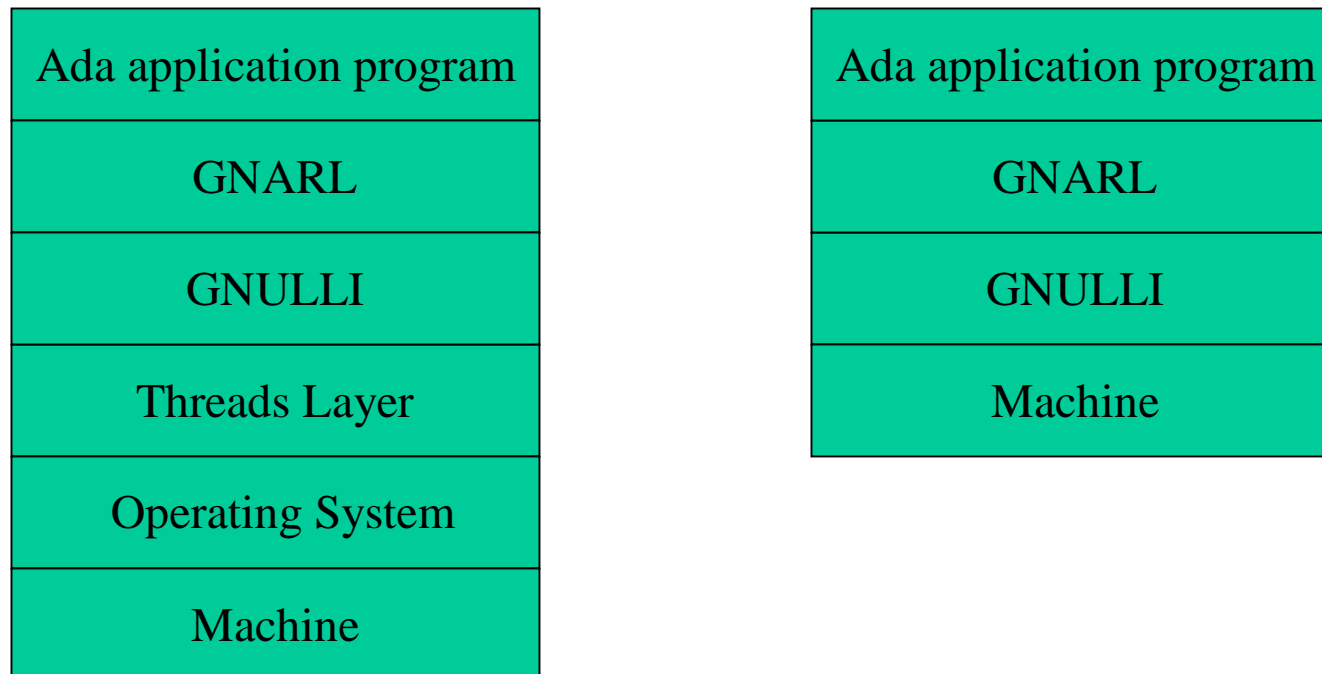 Ada application program
GNARL
GNULLI
Threads Layer
Operating System
Machine
Ada application program
GNARL
GNULLI
Machine